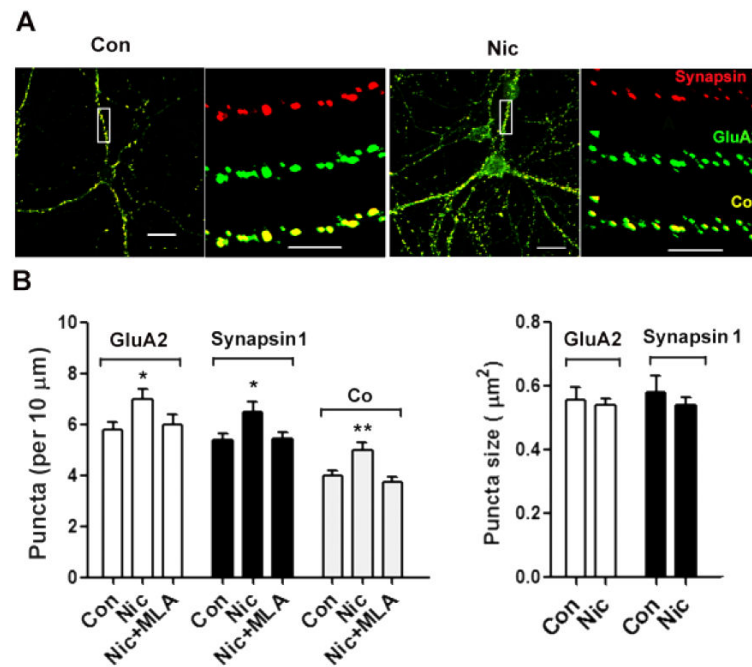 A
Con
Nic
Synapsin
GluA
Co
B
Puncta (per 10 μm)
10
8
6
4
2
0
GluA2
Synapsin1
Co
*
*
**
Con
Nic
Nic+MLA
Con
Nic
Nic+MLA
Con
Nic
Nic+MLA
Puncta size ( μm²)
0.8
0.6
0.4
0.2
0.0
GluA2
Synapsin1
Con
Nic
Con
Nic